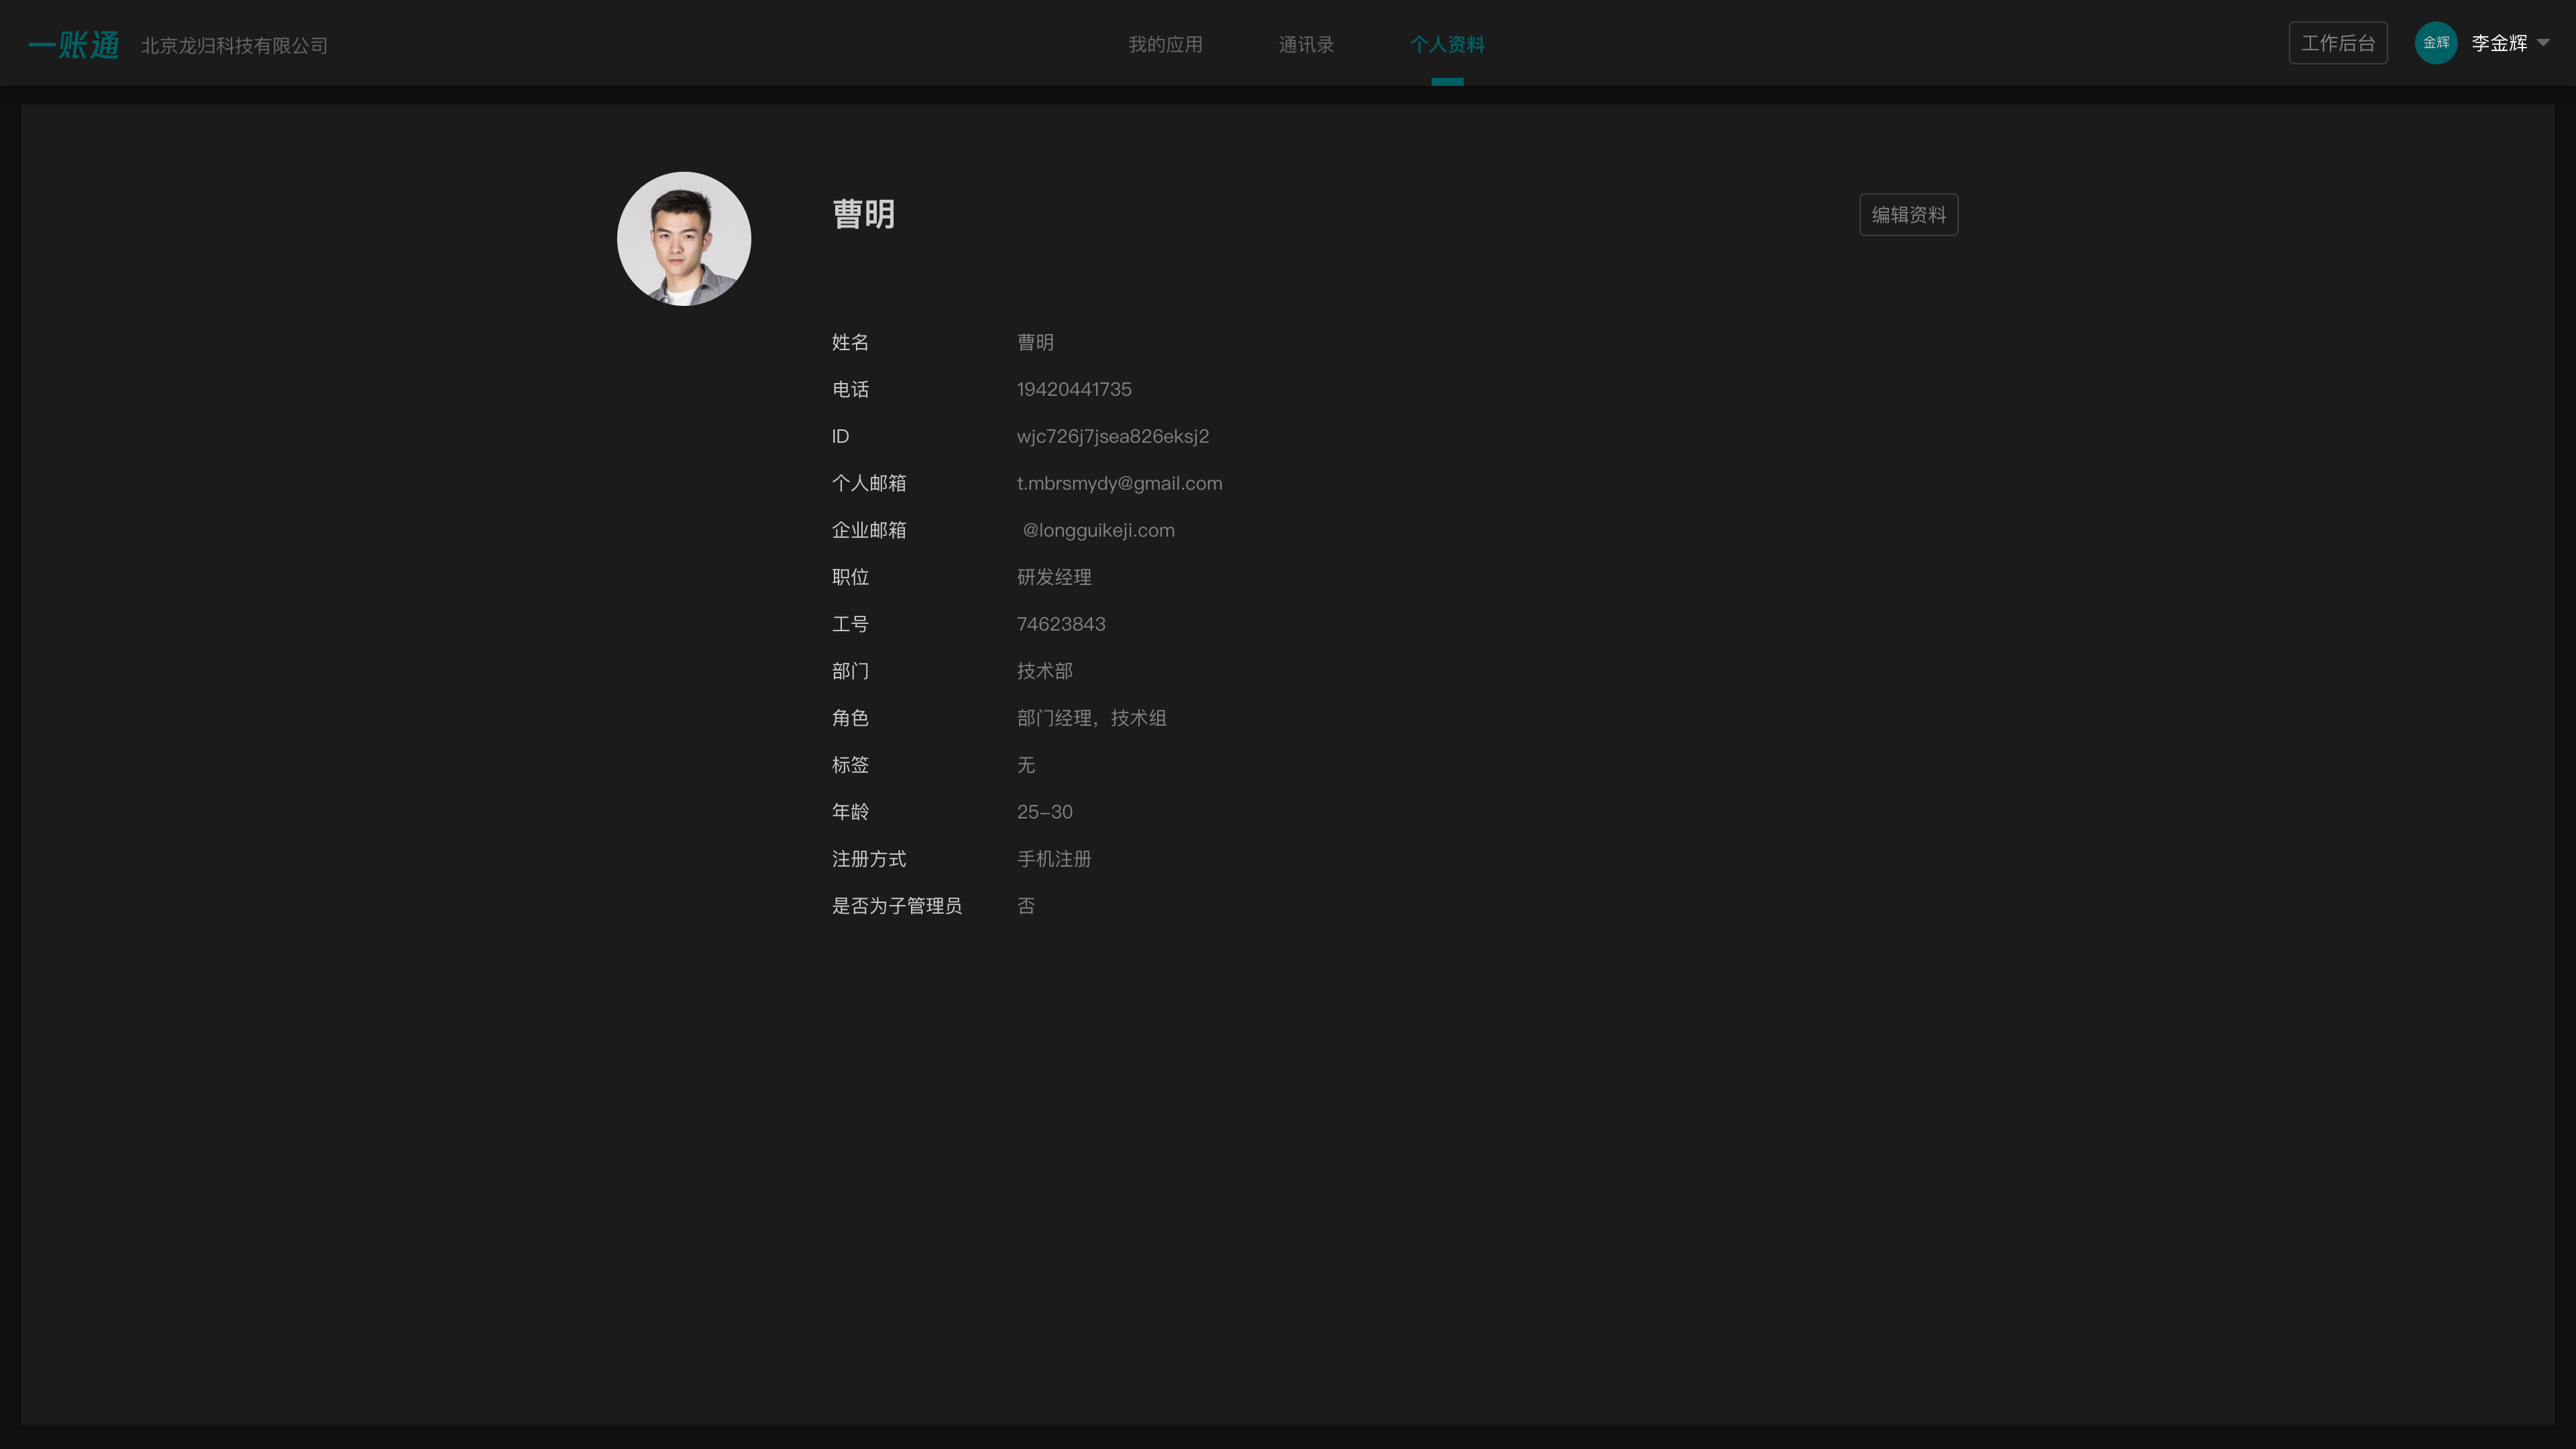 一账通 北京龙归科技有限公司 我的应用 通讯录 个人资料 工作后台 金辉 李金辉
曹明 编辑资料
姓名 曹明
电话 19420441735
ID wjc726j7jsea826eksj2
个人邮箱 t.mbrsmydy@gmail.com
企业邮箱 @longguikeji.com
职位 研发经理
工号 74623843
部门 技术部
角色 部门经理，技术组
标签 无
年龄 25-30
注册方式 手机注册
是否为子管理员 否